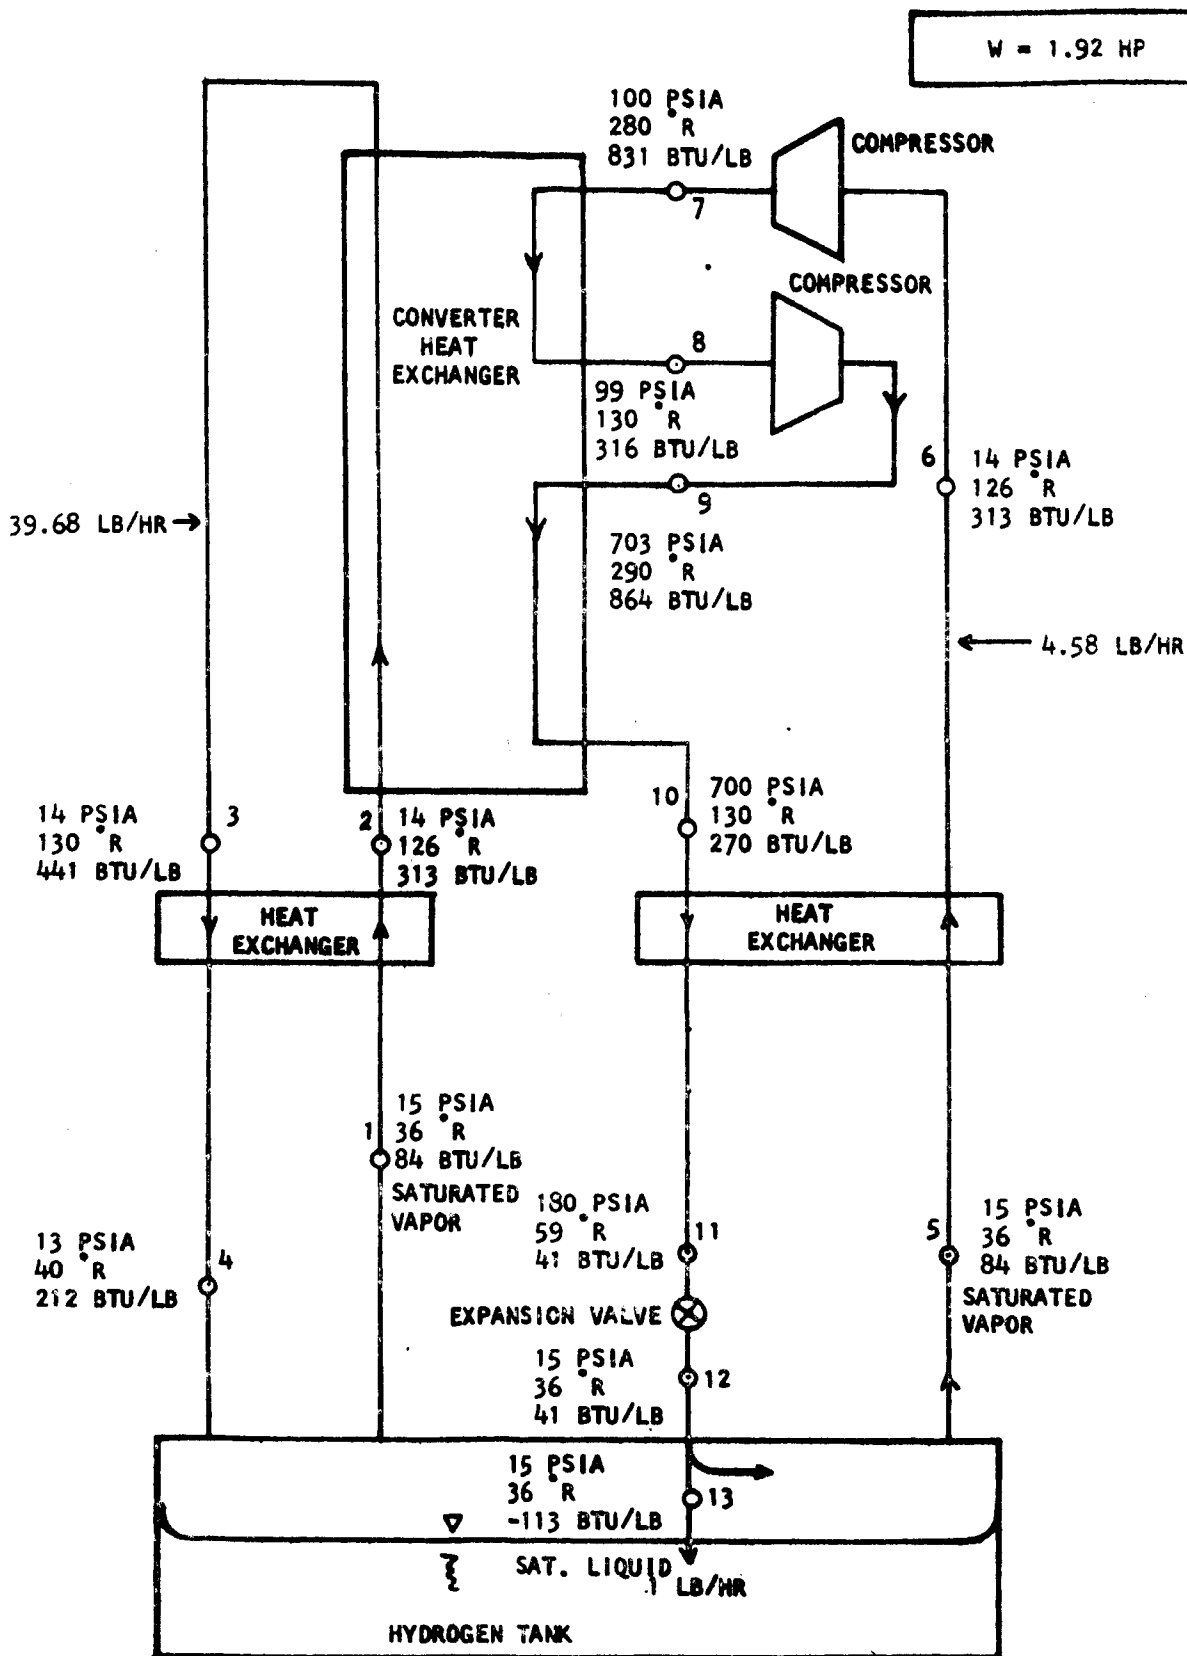 W = 1.92 HP
100 PSIA
280 °R
831 BTU/LB
COMPRESSOR
7
COMPRESSOR
CONVERTER
HEAT
EXCHANGER
8
99 PSIA
130 °R
316 BTU/LB
6
14 PSIA
126 °R
313 BTU/LB
9
39.68 LB/HR
703 PSIA
290 °R
864 BTU/LB
4.58 LB/HR
14 PSIA
130 °R
441 BTU/LB
3
2
14 PSIA
126 °R
313 BTU/LB
10
700 PSIA
130 °R
270 BTU/LB
HEAT
EXCHANGER
HEAT
EXCHANGER
1
15 PSIA
36 °R
84 BTU/LB
SATURATED
VAPOR
13 PSIA
40 °R
212 BTU/LB
4
180 PSIA
59 °R
41 BTU/LB
11
5
15 PSIA
36 °R
84 BTU/LB
SATURATED
VAPOR
EXPANSION VALVE
15 PSIA
36 °R
41 BTU/LB
12
15 PSIA
36 °R
-113 BTU/LB
13
SAT. LIQUID
1 LB/HR
HYDROGEN TANK